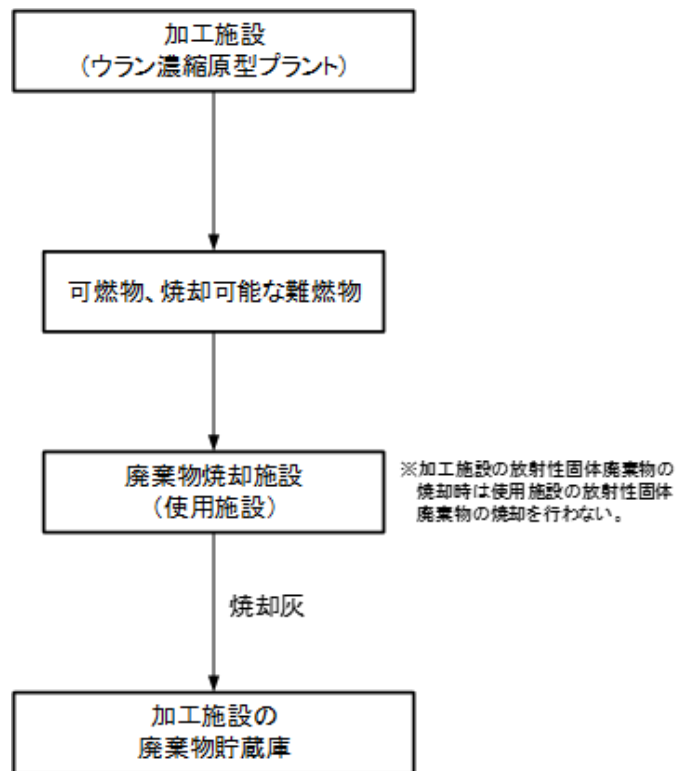 加工施設
（ウラン濃縮原型プラント）
可燃物、焼却可能な難燃物
廃棄物焼却施設
（使用施設）
※加工施設の放射性固体廃棄物の
焼却時は使用施設の放射性固体
廃棄物の焼却を行わない。
焼却灰
加工施設の
廃棄物貯蔵庫